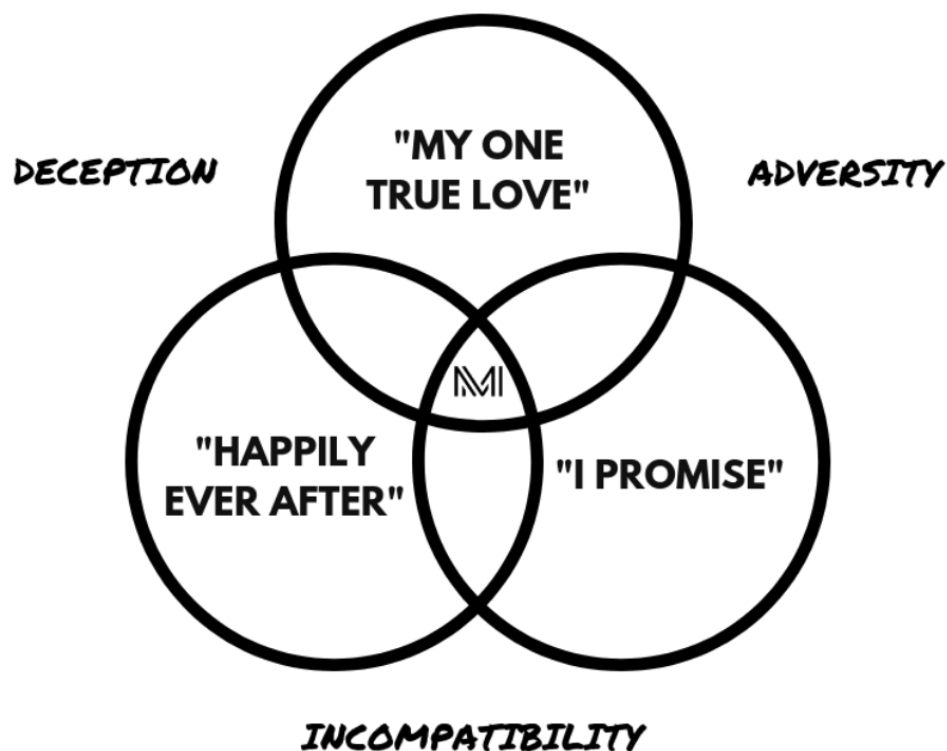 "MY ONE
TRUE LOVE"
DECEPTION
ADVERSITY
M
"HAPPILY
EVER AFTER"
"I PROMISE"
INCOMPATIBILITY